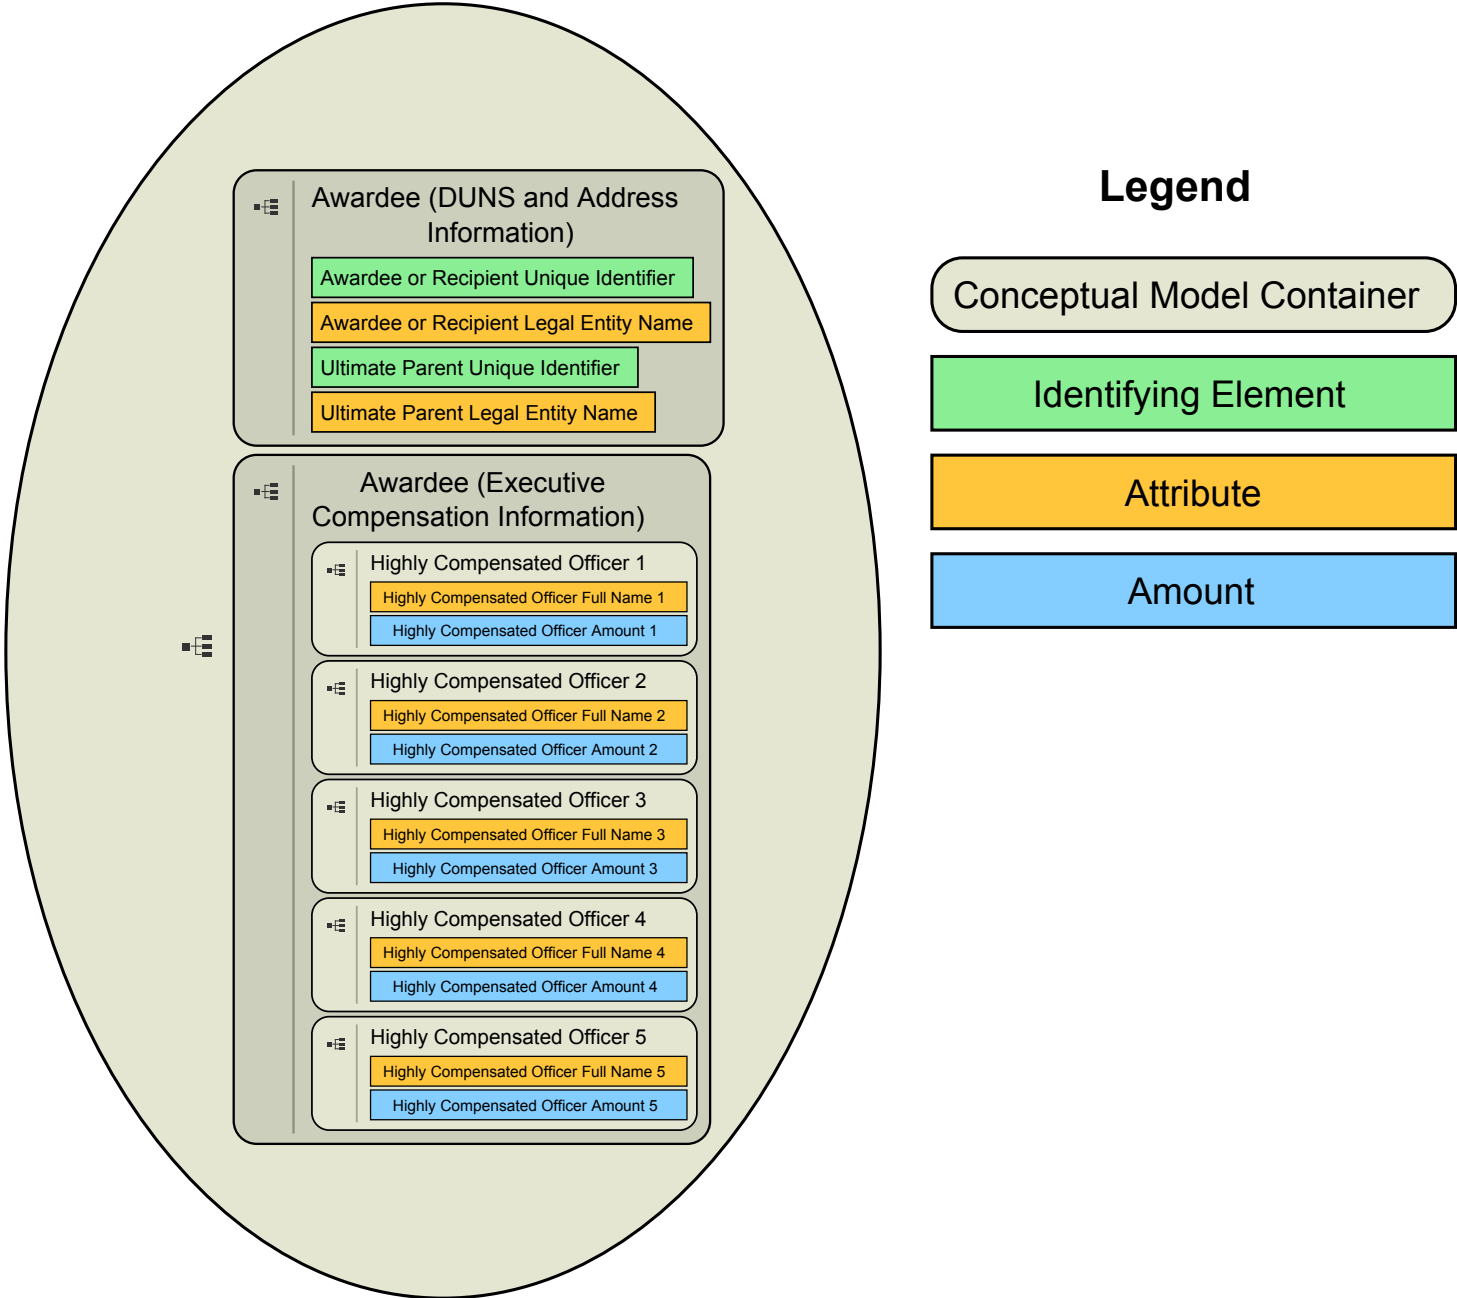 Awardee (DUNS and Address
Information)
Awardee or Recipient Unique Identifier
Awardee or Recipient Legal Entity Name
Ultimate Parent Unique Identifier
Ultimate Parent Legal Entity Name
Awardee (Executive
Compensation Information)
Highly Compensated Officer 1
Highly Compensated Officer Full Name 1
Highly Compensated Officer Amount 1
Highly Compensated Officer 2
Highly Compensated Officer Full Name 2
Highly Compensated Officer Amount 2
Highly Compensated Officer 3
Highly Compensated Officer Full Name 3
Highly Compensated Officer Amount 3
Highly Compensated Officer 4
Highly Compensated Officer Full Name 4
Highly Compensated Officer Amount 4
Highly Compensated Officer 5
Highly Compensated Officer Full Name 5
Highly Compensated Officer Amount 5
Legend
Conceptual Model Container
Identifying Element
Attribute
Amount